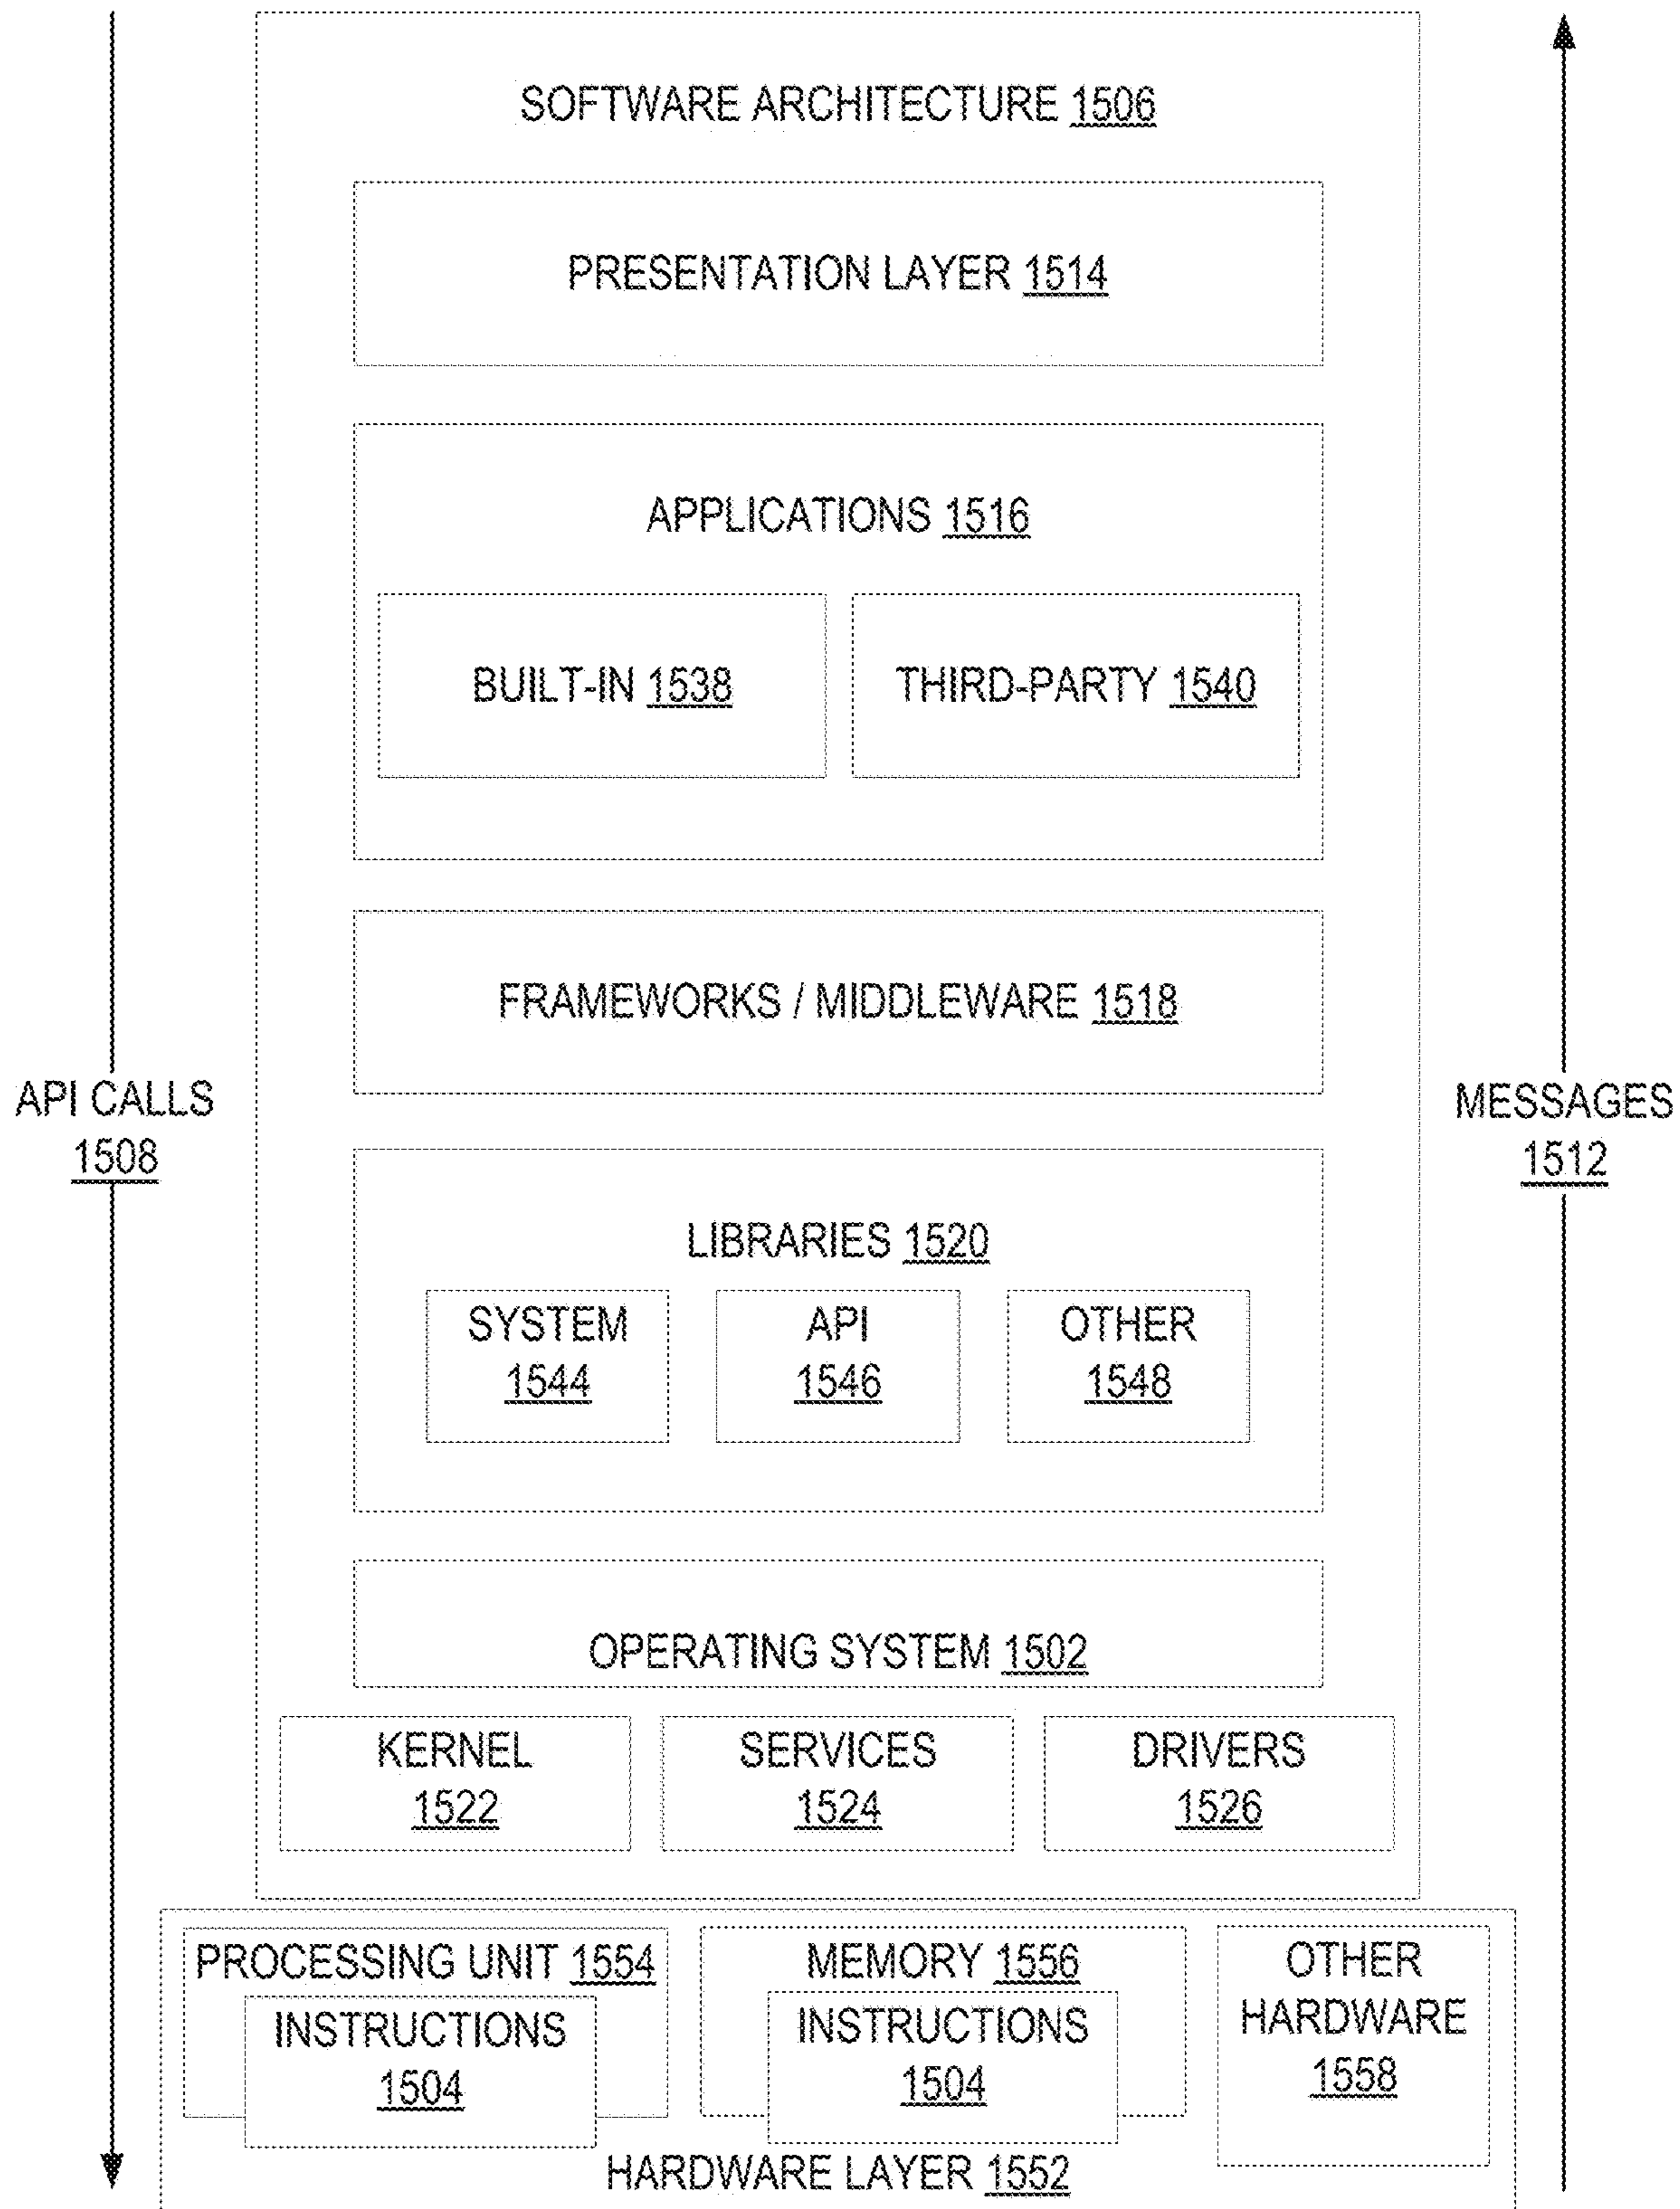 SOFTWARE ARCHITECTURE 1506
PRESENTATION LAYER 1514
APPLICATIONS 1516
BUILT-IN 1538
THIRD-PARTY 1540
FRAMEWORKS / MIDDLEWARE 1518
API CALLS
1508
MESSAGES
1512
LIBRARIES 1520
SYSTEM
1544
API
1546
OTHER
1548
OPERATING SYSTEM 1502
KERNEL
1522
SERVICES
1524
DRIVERS
1526
PROCESSING UNIT 1554
INSTRUCTIONS
1504
MEMORY 1556
INSTRUCTIONS
1504
OTHER
HARDWARE
1558
HARDWARE LAYER 1552